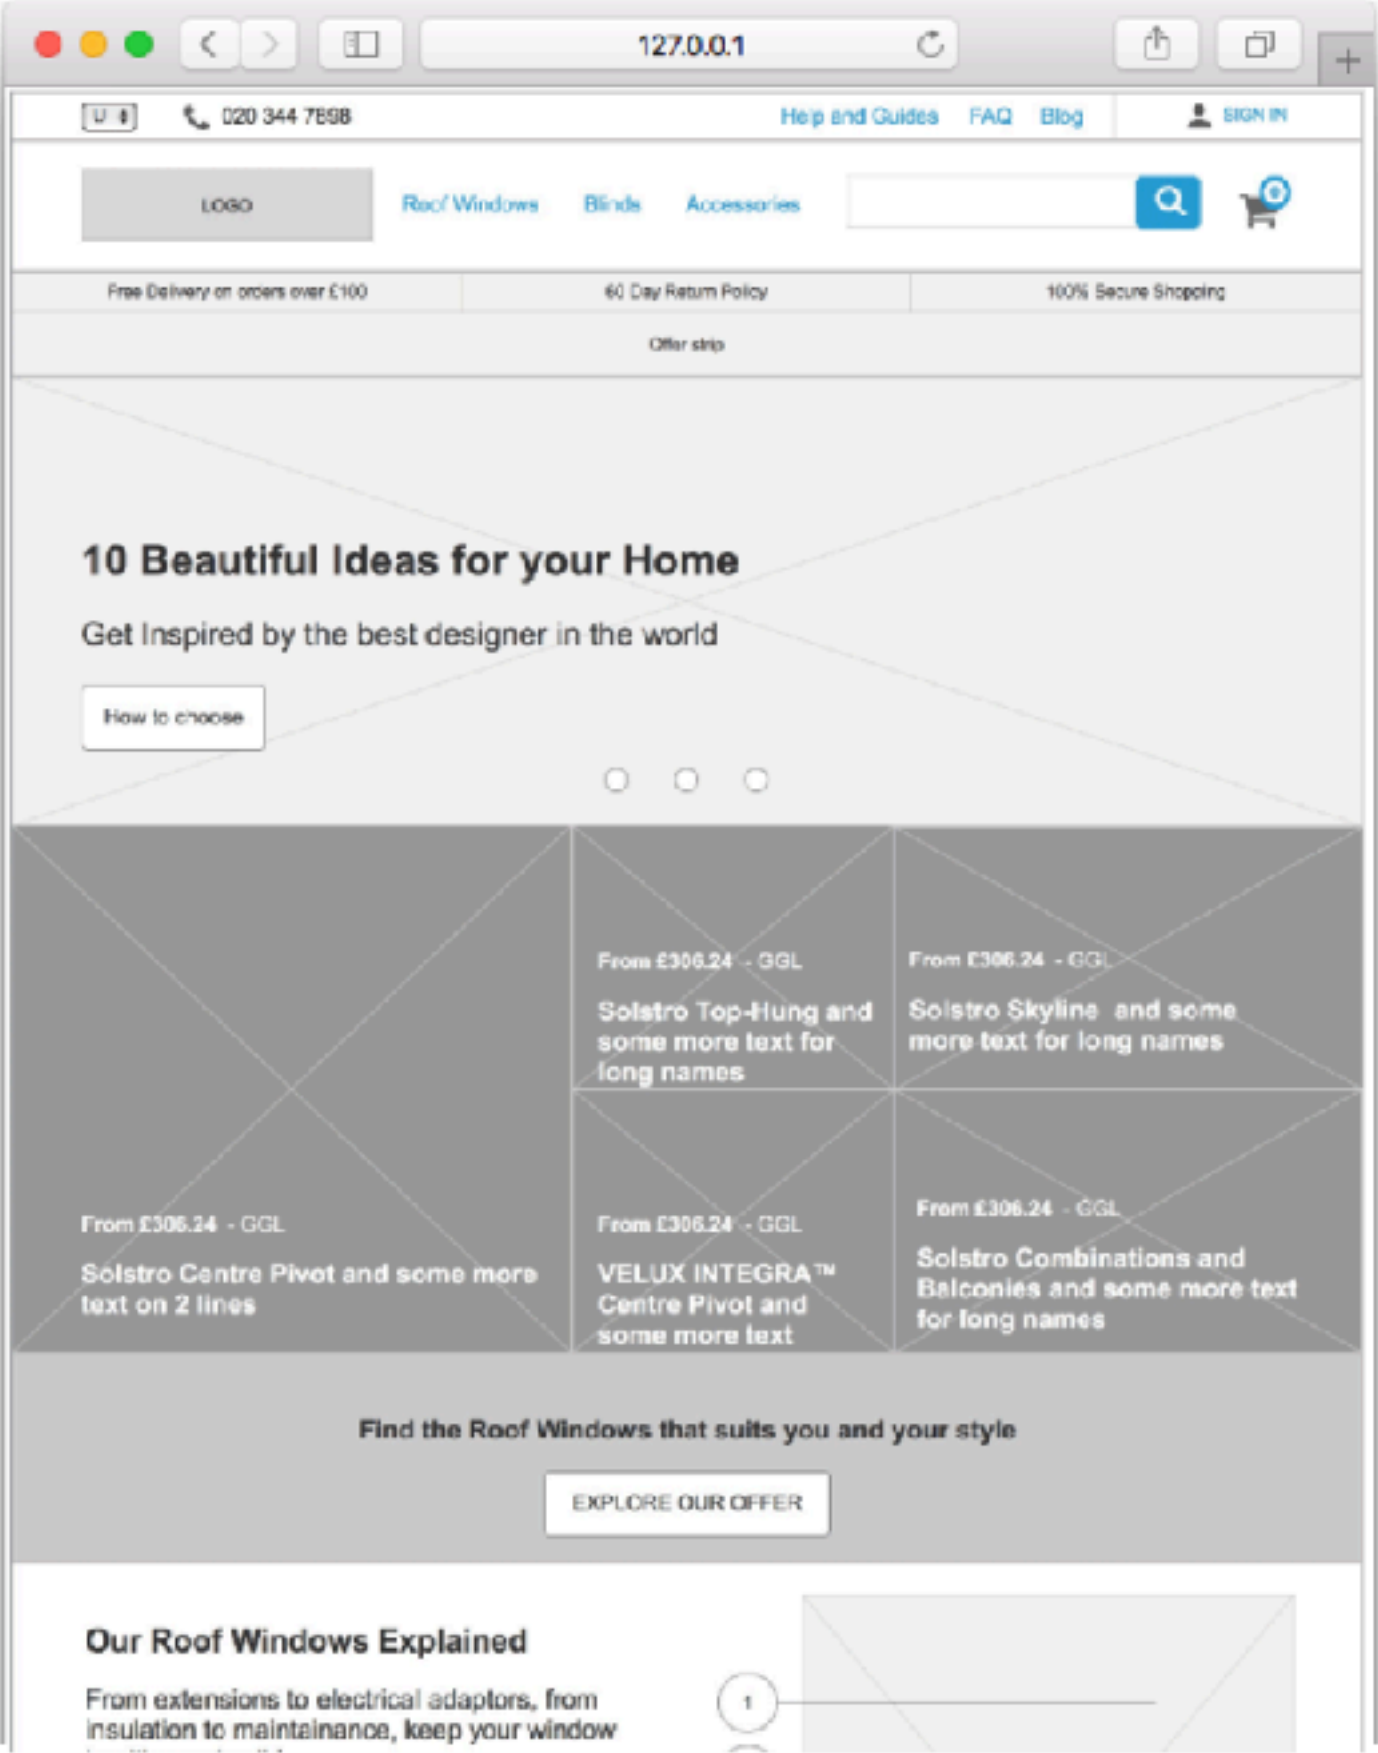 127.0.0.1
020 344 7898
Help and Guides FAQ Blog SIGN IN
LOGO
Roof Windows Blinds Accessories
0
Free Delivery on orders over £100
60 Day Return Policy
100% Secure Shopping
Offer strip
10 Beautiful Ideas for your Home
Get Inspired by the best designer in the world
How to choose
From £306.24 - GGL
Solstro Top-Hung and
some more text for
long names
From £306.24 - GGL
Solstro Skyline and some
more text for long names
From £306.24 - GGL
Solstro Centre Pivot and some more
text on 2 lines
From £306.24 - GGL
VELUX INTEGRA™
Centre Pivot and
some more text
From £306.24 - GGL
Solstro Combinations and
Balconies and some more text
for long names
Find the Roof Windows that suits you and your style
EXPLORE OUR OFFER
Our Roof Windows Explained
From extensions to electrical adaptors, from
insulation to maintainance, keep your window
1